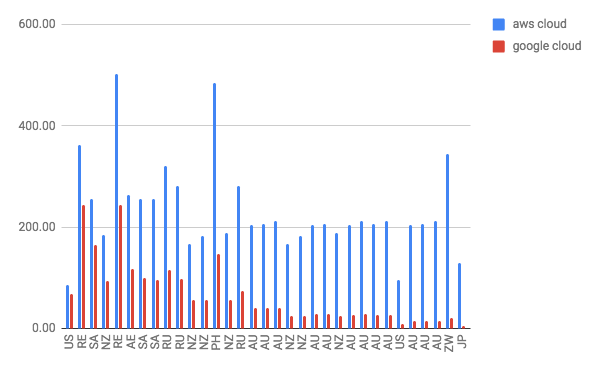 600.00
400.00
200.00
0.00
US RE SA NZ RE AE SA SA RU RU NZ NZ PH NZ RU AU AU AU NZ NZ AU AU NZ AU AU AU AU US AU AU AU ZW JP
aws cloud
google cloud